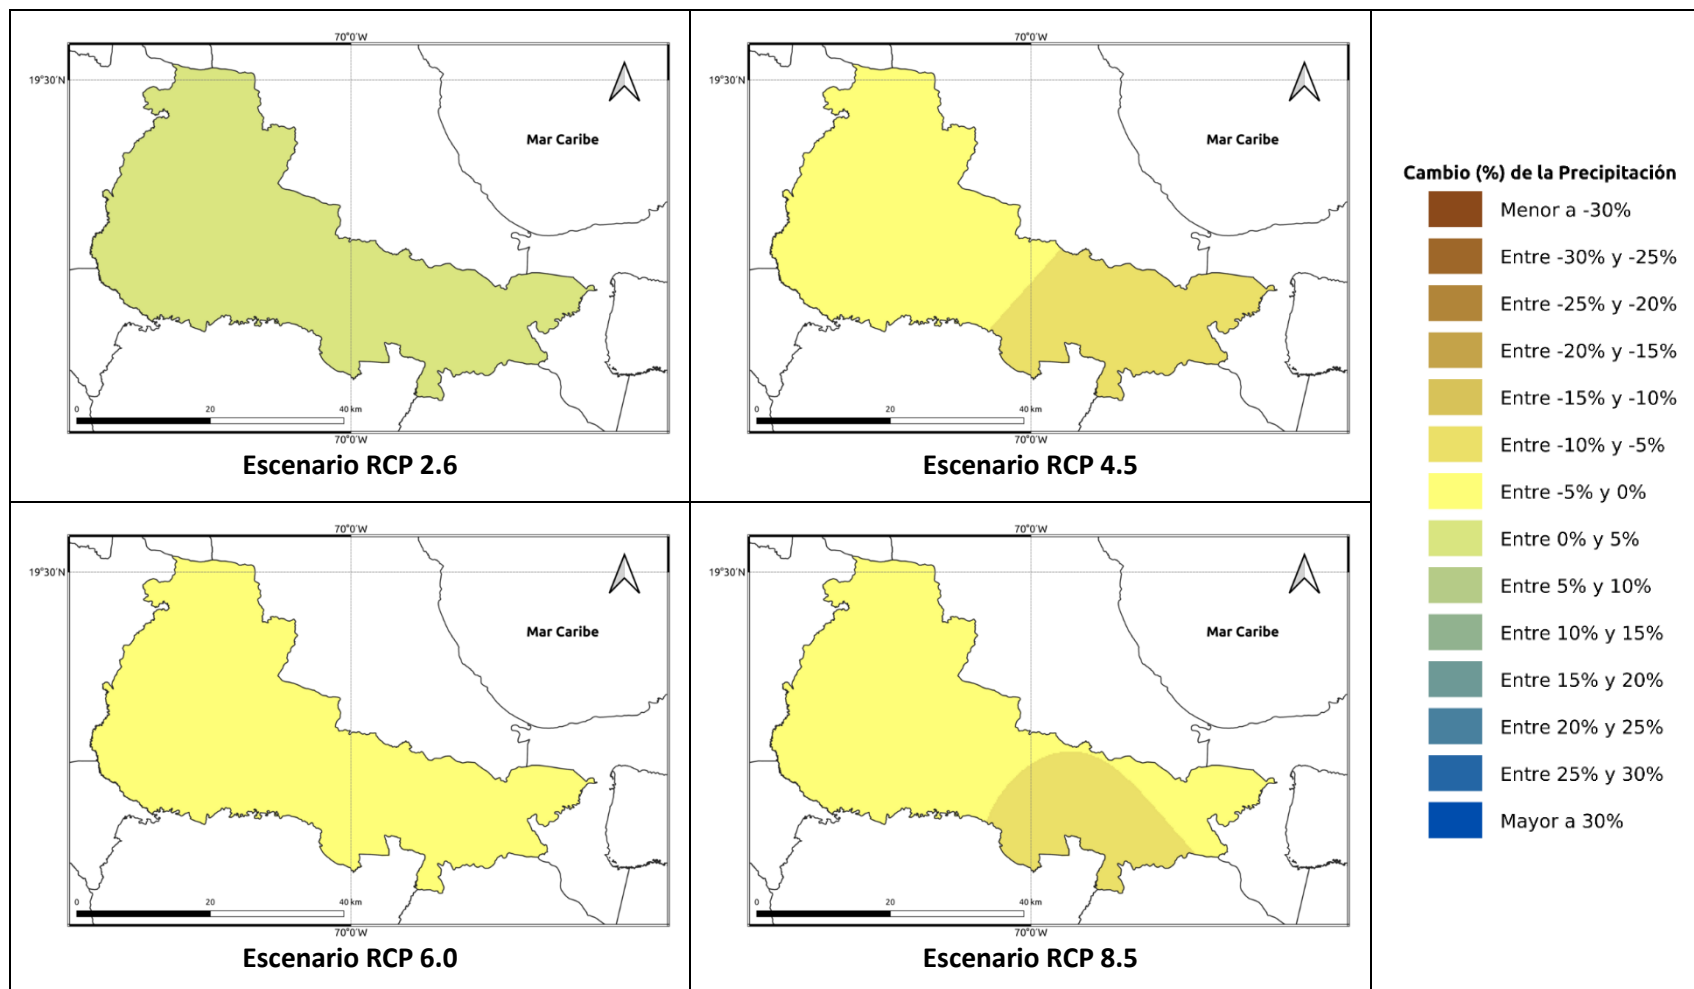 70°0'W
19°30'N
Mar Caribe
0 20 40 km
70°0'W
Escenario RCP 2.6
70°0'W
19°30'N
Mar Caribe
0 20 40 km
70°0'W
Escenario RCP 4.5
70°0'W
19°30'N
Mar Caribe
0 20 40 km
70°0'W
Escenario RCP 6.0
70°0'W
19°30'N
Mar Caribe
0 20 40 km
70°0'W
Escenario RCP 8.5
Cambio (%) de la Precipitación
Menor a -30%
Entre -30% y -25%
Entre -25% y -20%
Entre -20% y -15%
Entre -15% y -10%
Entre -10% y -5%
Entre -5% y 0%
Entre 0% y 5%
Entre 5% y 10%
Entre 10% y 15%
Entre 15% y 20%
Entre 20% y 25%
Entre 25% y 30%
Mayor a 30%